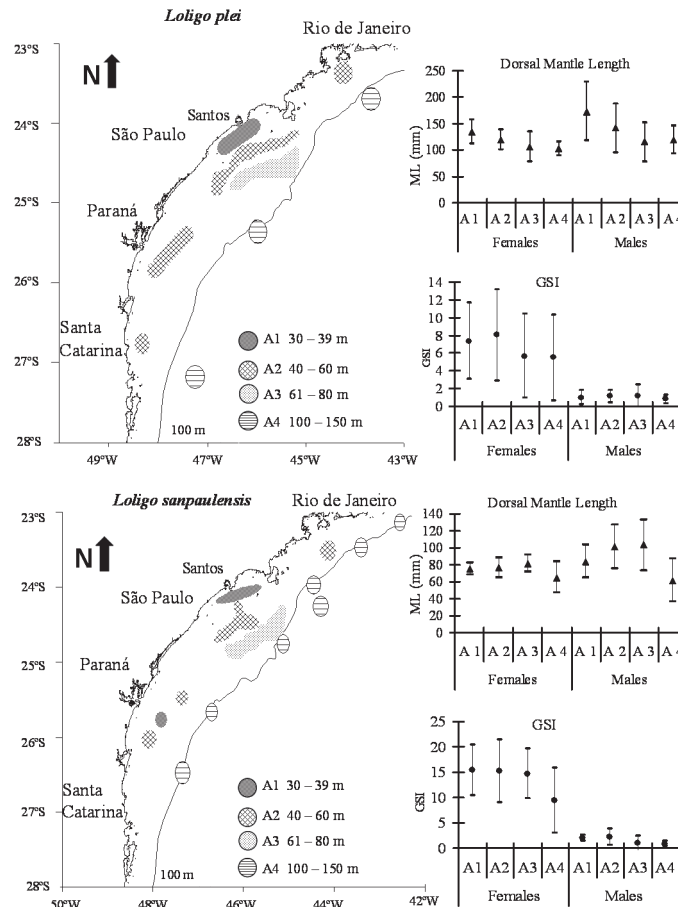 Loligo plei
Rio de Janeiro
23°S
24°S
25°S
26°S
27°S
28°S
N
Santos
São Paulo
Paraná
Santa
Catarina
A1 30 – 39 m
A2 40 – 60 m
A3 61 – 80 m
A4 100 – 150 m
100 m
49°W 47°W 45°W 43°W
Dorsal Mantle Length
ML (mm)
250
200
150
100
50
0
A 1 A 2 A 3 A 4 A 1 A 2 A 3 A 4
Females Males
GSI
GSI
14
12
10
8
6
4
2
0
A1 A2 A3 A4 A1 A2 A3 A4
Females Males
Loligo sanpaulensis
Rio de Janeiro
23°S
24°S
25°S
26°S
27°S
28°S
N
Santos
São Paulo
Paraná
Santa
Catarina
A1 30 – 39 m
A2 40 – 60 m
A3 61 – 80 m
A4 100 – 150 m
100 m
50°W 48°W 46°W 44°W 42°W
Dorsal Mantle Length
ML (mm)
140
120
100
80
60
40
20
0
A 1 A 2 A 3 A 4 A 1 A 2 A 3 A 4
Females Males
GSI
GSI
25
20
15
10
5
0
A1 A2 A3 A4 A1 A2 A3 A4
Females Males